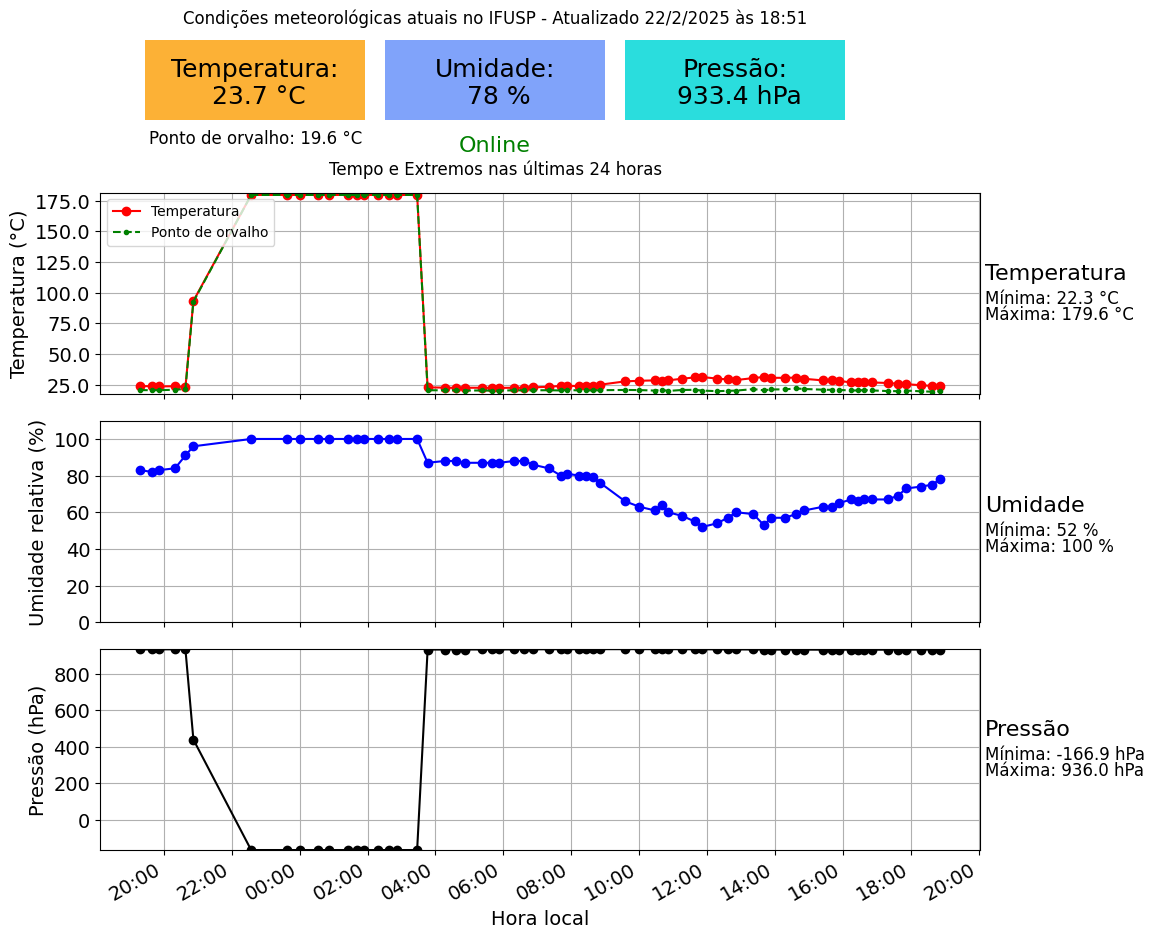 Condições meteorológicas atuais no IFUSP - Atualizado 22/2/2025 às 18:51
Temperatura:
23.7 °C
Umidade:
78 %
Pressão:
933.4 hPa
Ponto de orvalho: 19.6 °C
Online
Tempo e Extremos nas últimas 24 horas
Temperatura (°C)
175.0
150.0
125.0
100.0
75.0
50.0
25.0
Temperatura
Ponto de orvalho
Temperatura
Mínima: 22.3 °C
Máxima: 179.6 °C
Umidade relativa (%)
100
80
60
40
20
0
Umidade
Mínima: 52 %
Máxima: 100 %
Pressão (hPa)
800
600
400
200
0
Pressão
Mínima: -166.9 hPa
Máxima: 936.0 hPa
20:00 22:00 00:00 02:00 04:00 06:00 08:00 10:00 12:00 14:00 16:00 18:00 20:00
Hora local